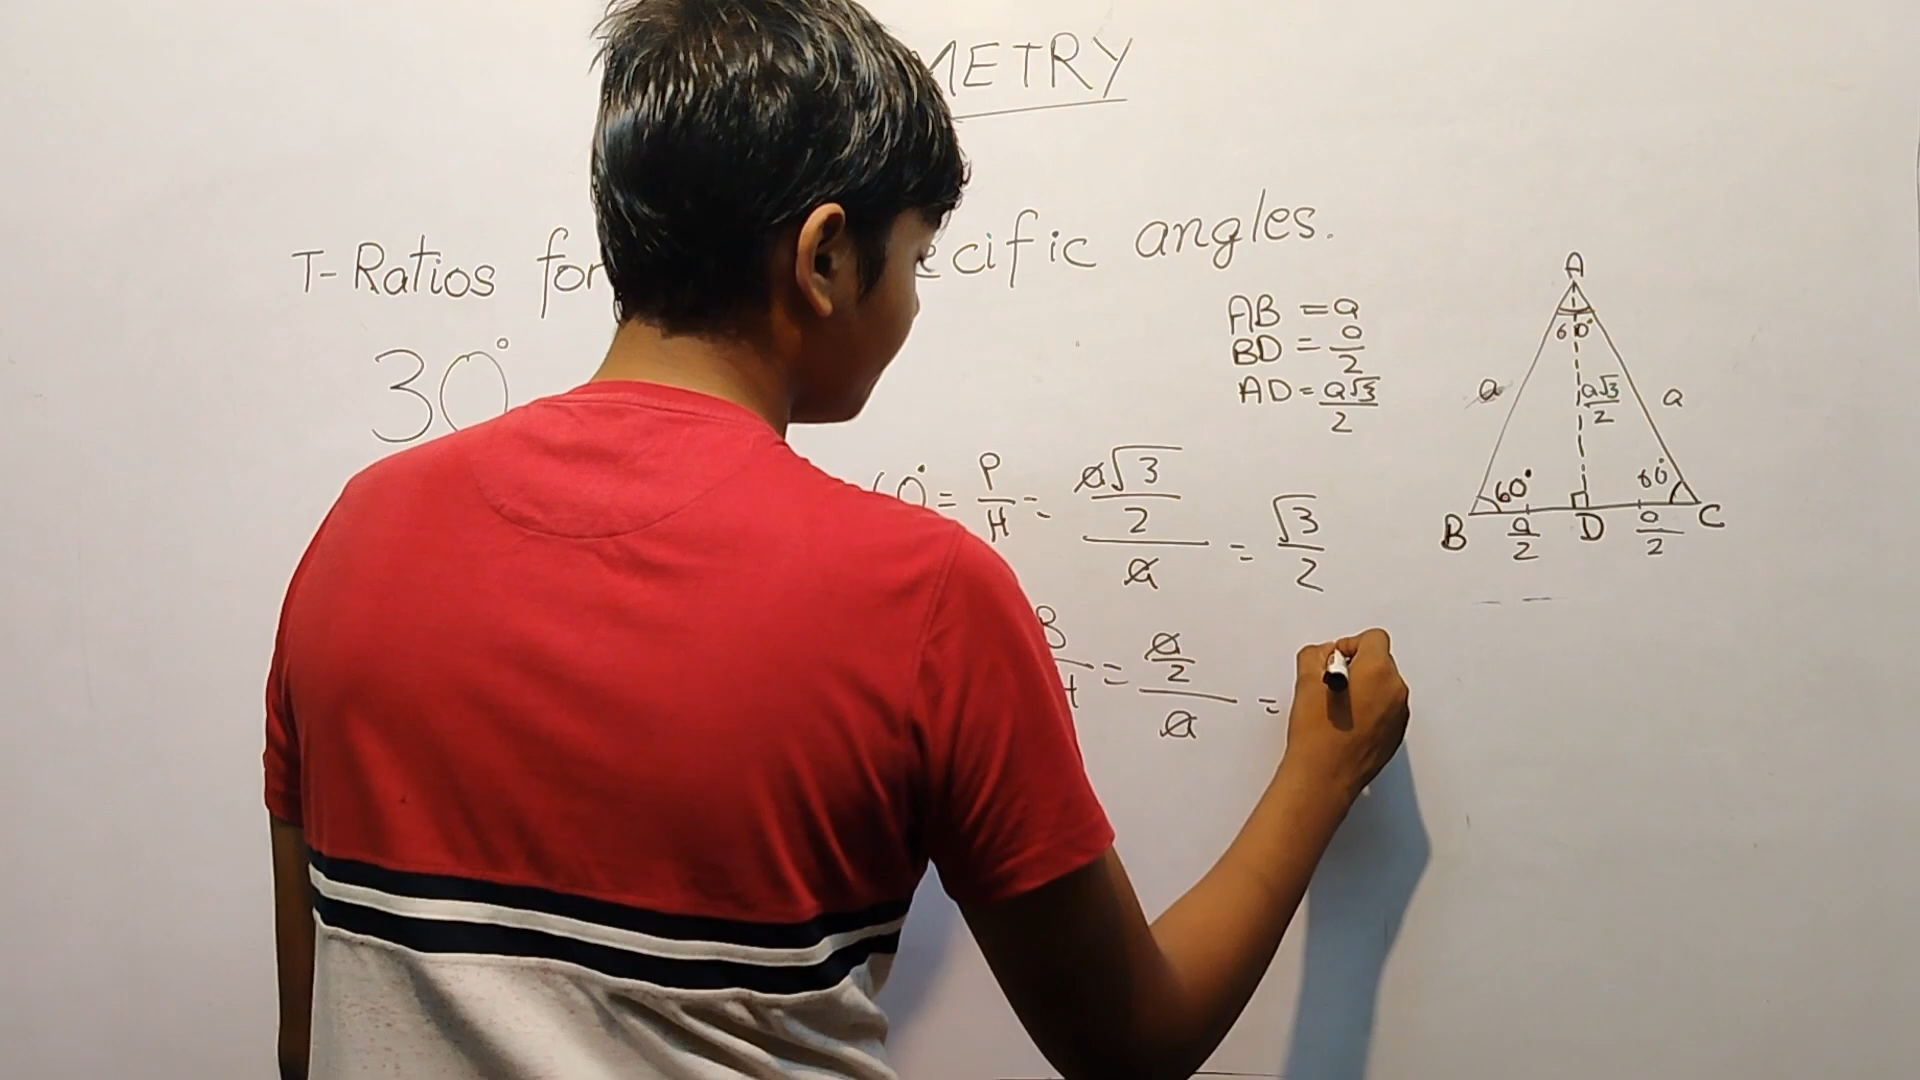 METRY
T-Ratios for ecific angles.
30°
AB = a
BD = a/2
AD = a√3/2
0° = P/H = a√3/2/a = √3/2
B/H = a/2/a =
A
60°
a
a√3/2
a
60°
60°
B
a/2
D
a/2
C